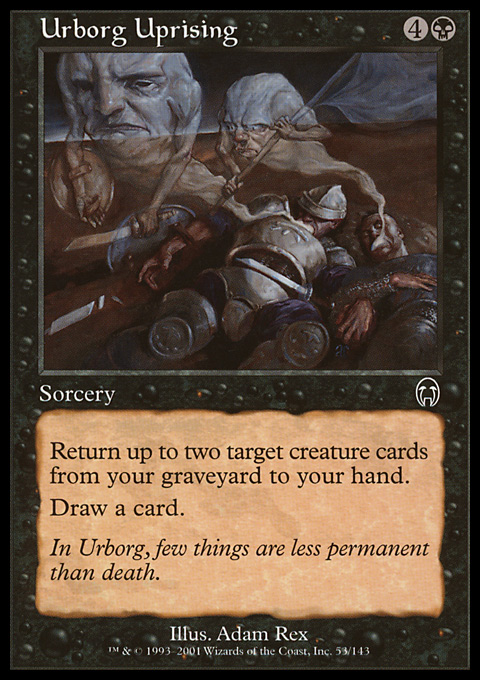 Urborg Uprising 4
Sorcery
Return up to two target creature cards
from your graveyard to your hand.
Draw a card.
In Urborg, few things are less permanent
than death.
Illus. Adam Rex
™ & © 1993–2001 Wizards of the Coast, Inc. 53/143